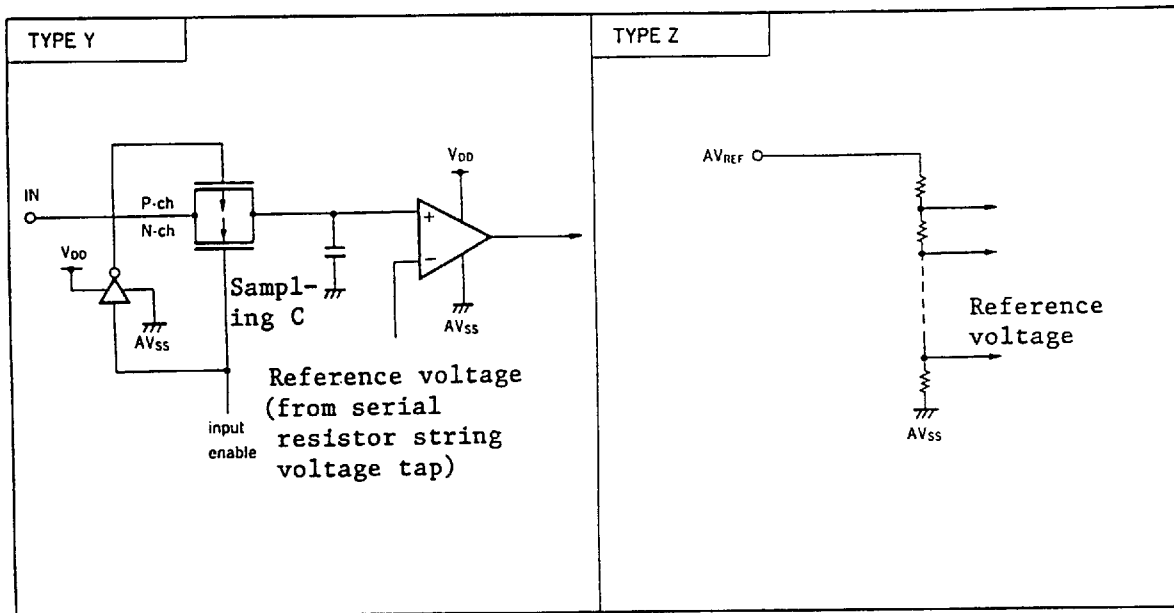 TYPE Y
IN
P-ch
N-ch
VDD
AVSS
Sampl-
ing C
input
enable
VDD
+
−
AVSS
Reference voltage
(from serial
resistor string
voltage tap)
TYPE Z
AVREF
Reference
voltage
AVSS